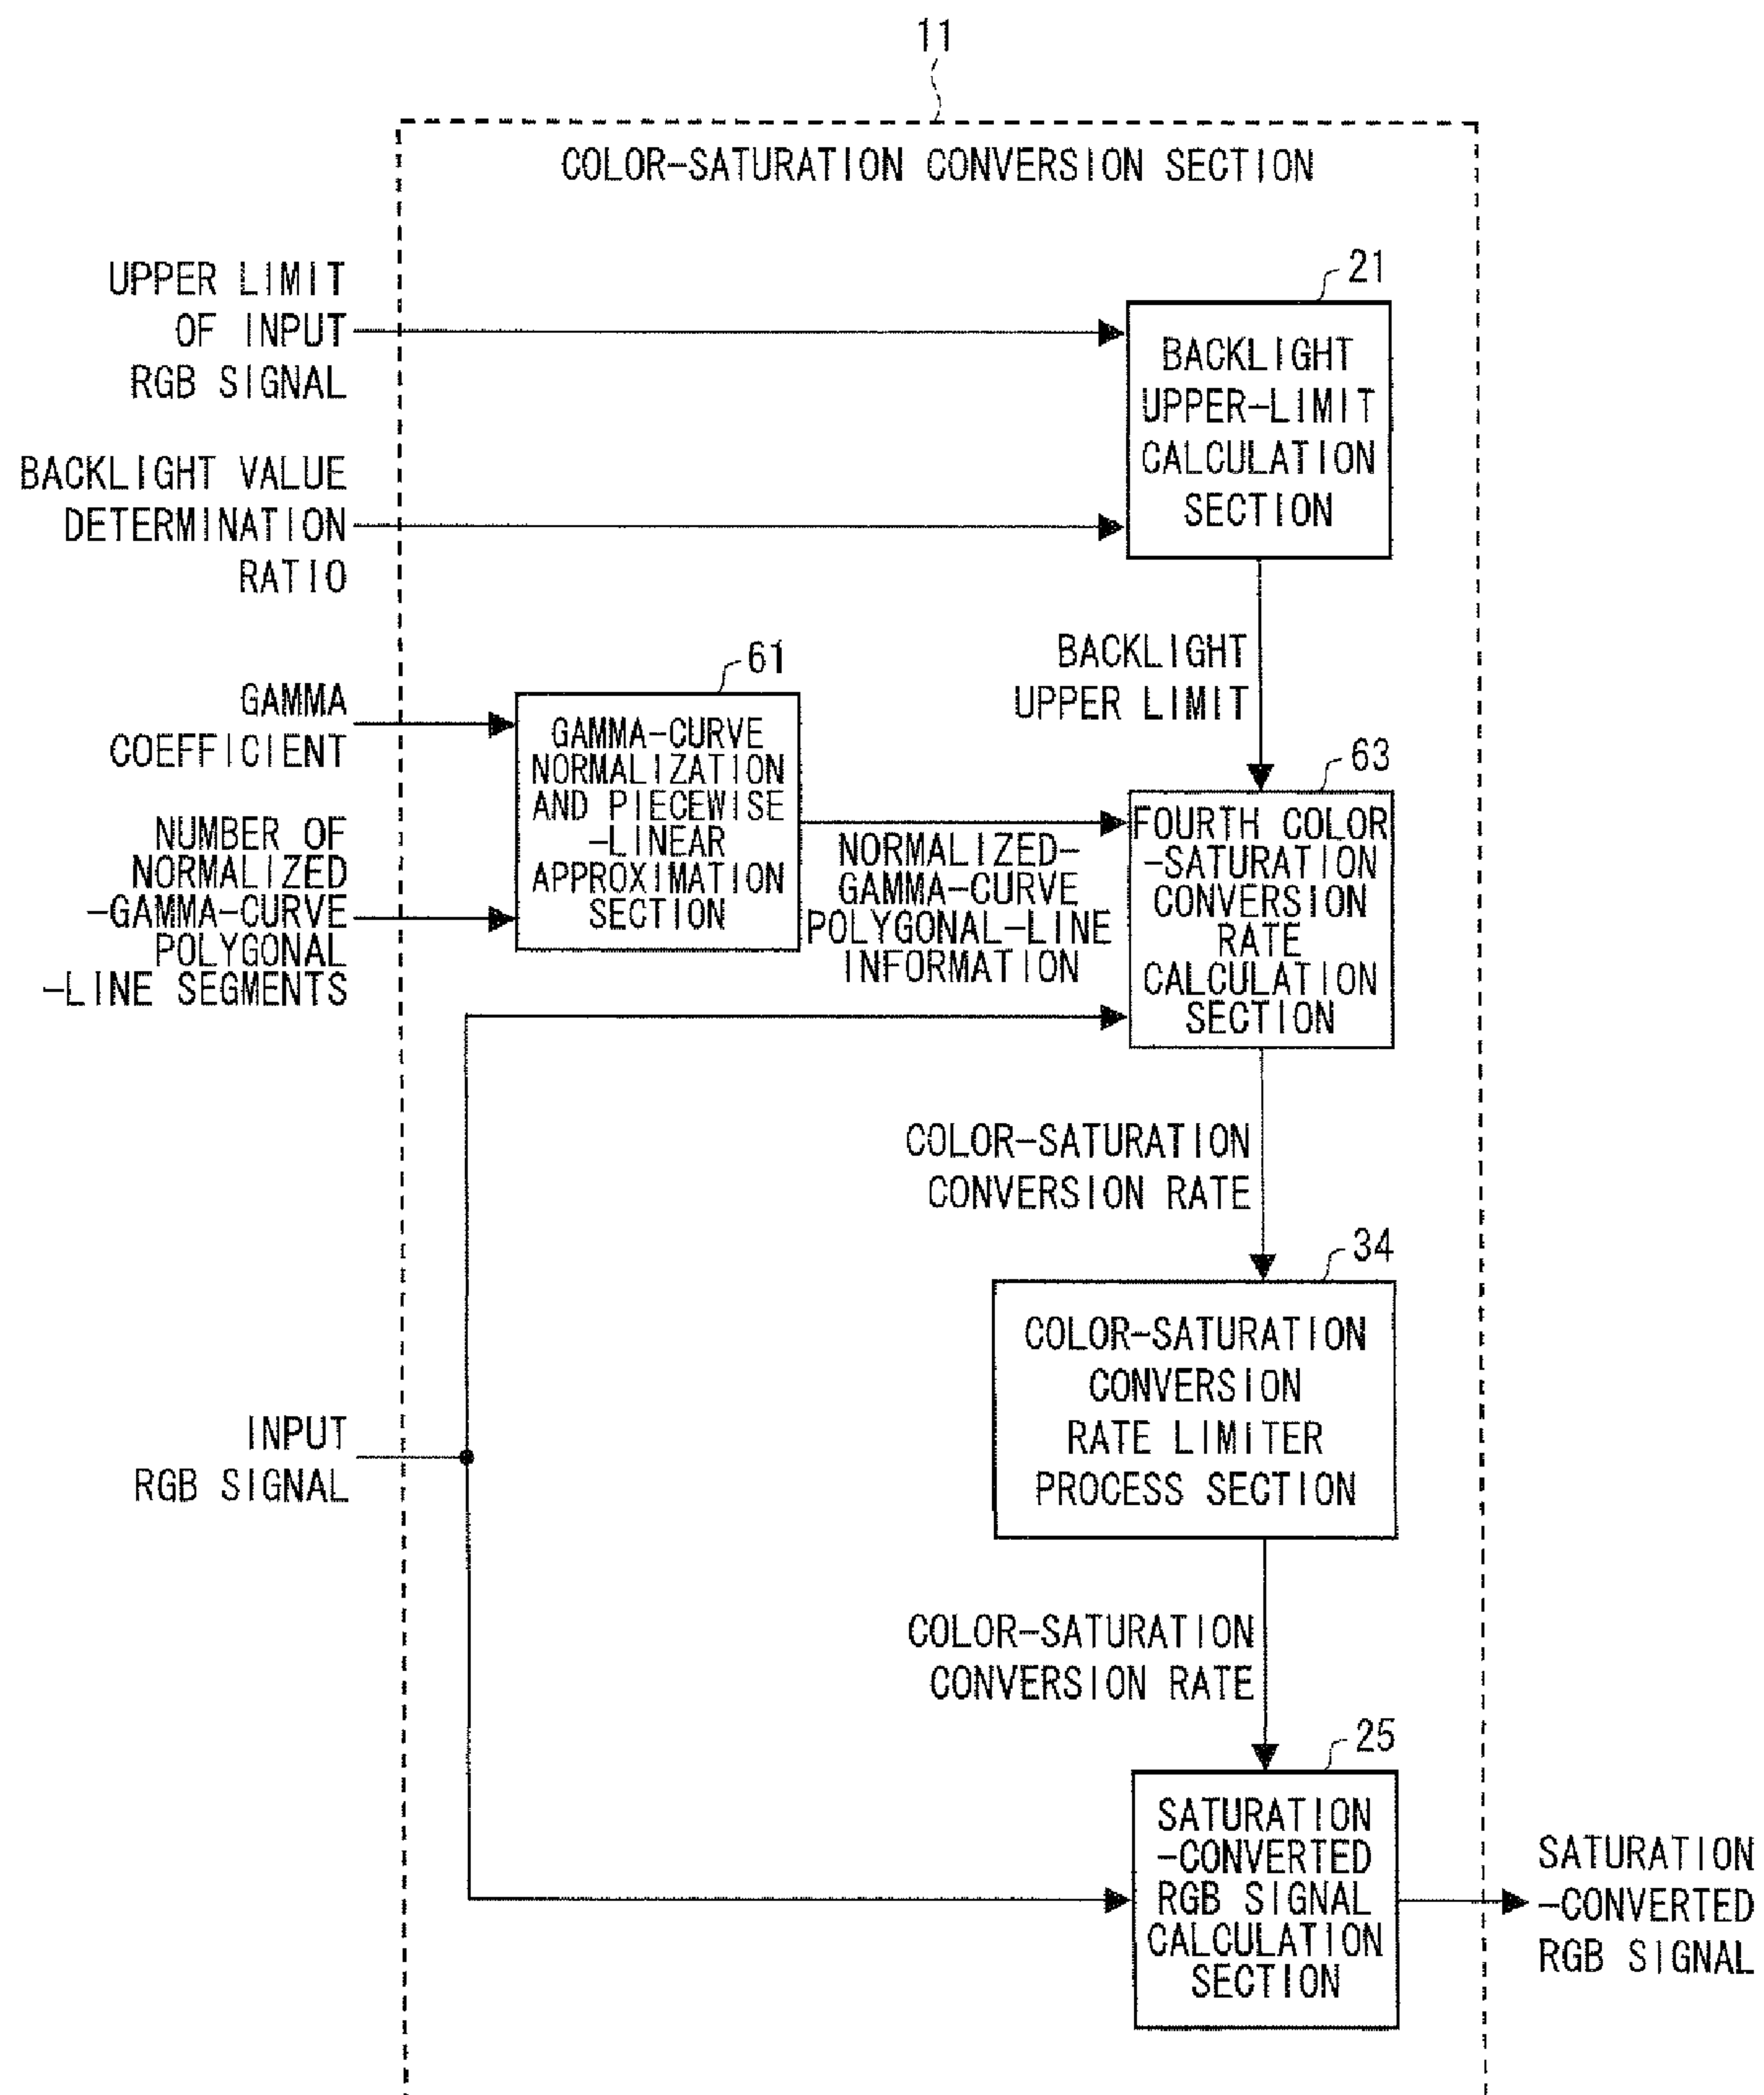 11
COLOR-SATURATION CONVERSION SECTION
UPPER LIMIT
OF INPUT
RGB SIGNAL
21
BACKLIGHT
UPPER-LIMIT
CALCULATION
SECTION
BACKLIGHT VALUE
DETERMINATION
RATIO
BACKLIGHT
UPPER LIMIT
61
GAMMA
COEFFICIENT
GAMMA-CURVE
NORMALIZATION
AND PIECEWISE
-LINEAR
APPROXIMATION
SECTION
NUMBER OF
NORMALIZED
-GAMMA-CURVE
POLYGONAL
-LINE SEGMENTS
NORMALIZED-
GAMMA-CURVE
POLYGONAL-LINE
INFORMATION
63
FOURTH COLOR
-SATURATION
CONVERSION
RATE
CALCULATION
SECTION
COLOR-SATURATION
CONVERSION RATE
34
COLOR-SATURATION
CONVERSION
RATE LIMITER
PROCESS SECTION
INPUT
RGB SIGNAL
COLOR-SATURATION
CONVERSION RATE
25
SATURATION
-CONVERTED
RGB SIGNAL
CALCULATION
SECTION
SATURATION
-CONVERTED
RGB SIGNAL